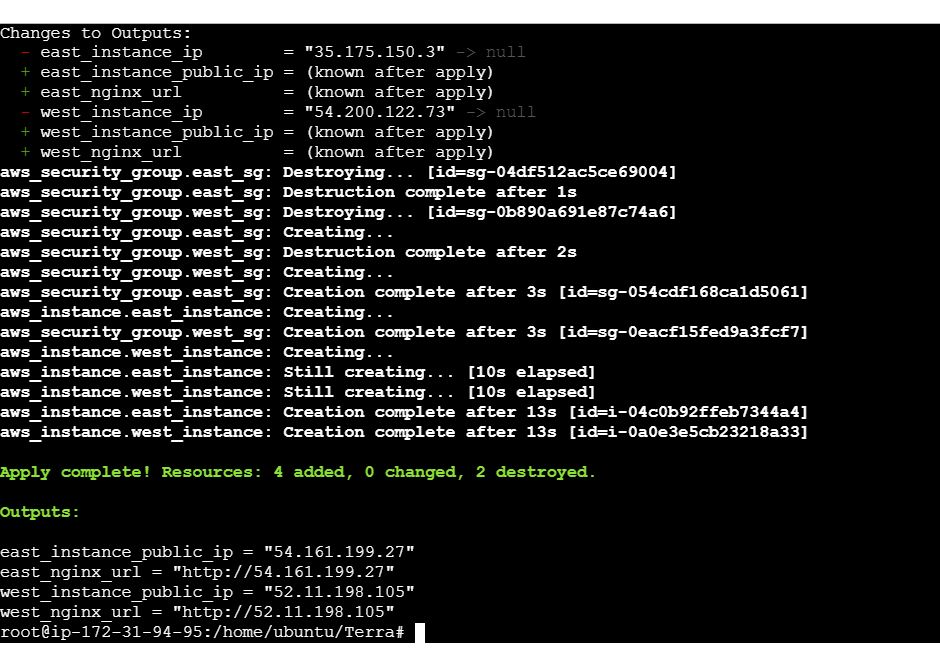 Changes to Outputs:
  - east_instance_ip        = "35.175.150.3" -> null
  + east_instance_public_ip = (known after apply)
  + east_nginx_url          = (known after apply)
  - west_instance_ip        = "54.200.122.73" -> null
  + west_instance_public_ip = (known after apply)
  + west_nginx_url          = (known after apply)
aws_security_group.east_sg: Destroying... [id=sg-04df512ac5ce69004]
aws_security_group.east_sg: Destruction complete after 1s
aws_security_group.west_sg: Destroying... [id=sg-0b890a691e87c74a6]
aws_security_group.east_sg: Creating...
aws_security_group.west_sg: Destruction complete after 2s
aws_security_group.west_sg: Creating...
aws_security_group.east_sg: Creation complete after 3s [id=sg-054cdf168ca1d5061]
aws_instance.east_instance: Creating...
aws_security_group.west_sg: Creation complete after 3s [id=sg-0eacf15fed9a3fcf7]
aws_instance.west_instance: Creating...
aws_instance.east_instance: Still creating... [10s elapsed]
aws_instance.west_instance: Still creating... [10s elapsed]
aws_instance.east_instance: Creation complete after 13s [id=i-04c0b92ffeb7344a4]
aws_instance.west_instance: Creation complete after 13s [id=i-0a0e3e5cb23218a33]
Apply complete! Resources: 4 added, 0 changed, 2 destroyed.
Outputs:
east_instance_public_ip = "54.161.199.27"
east_nginx_url = "http://54.161.199.27"
west_instance_public_ip = "52.11.198.105"
west_nginx_url = "http://52.11.198.105"
root@ip-172-31-94-95:/home/ubuntu/Terra#